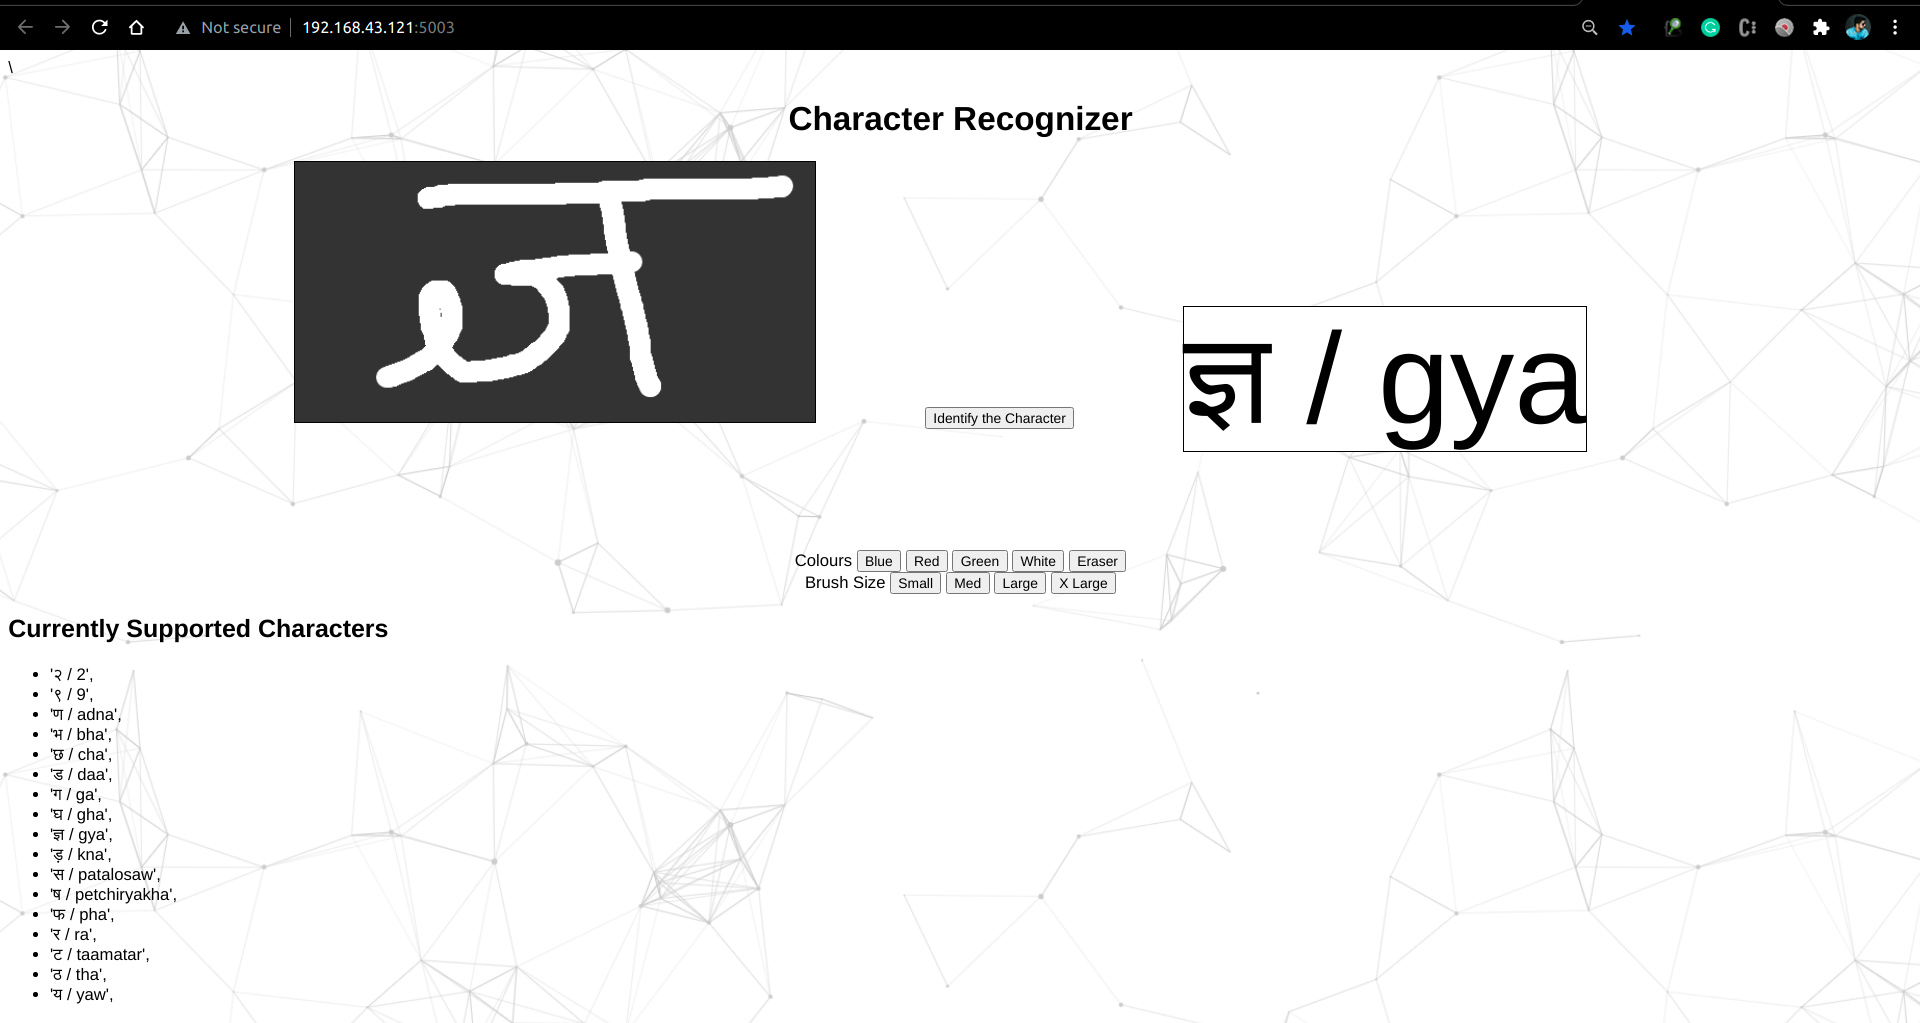 Not secure 192.168.43.121:5003
\
Character Recognizer
ज्ञ
Identify the Character
ज्ञ / gya
Colours Blue Red Green White Eraser
Brush Size Small Med Large X Large
Currently Supported Characters
'२ / 2',
'९ / 9',
'ण / adna',
'भ / bha',
'छ / cha',
'ड / daa',
'ग / ga',
'घ / gha',
'ज्ञ / gya',
'ड़ / kna',
'स / patalosaw',
'ष / petchiryakha',
'फ / pha',
'र / ra',
'ट / taamatar',
'ठ / tha',
'य / yaw',